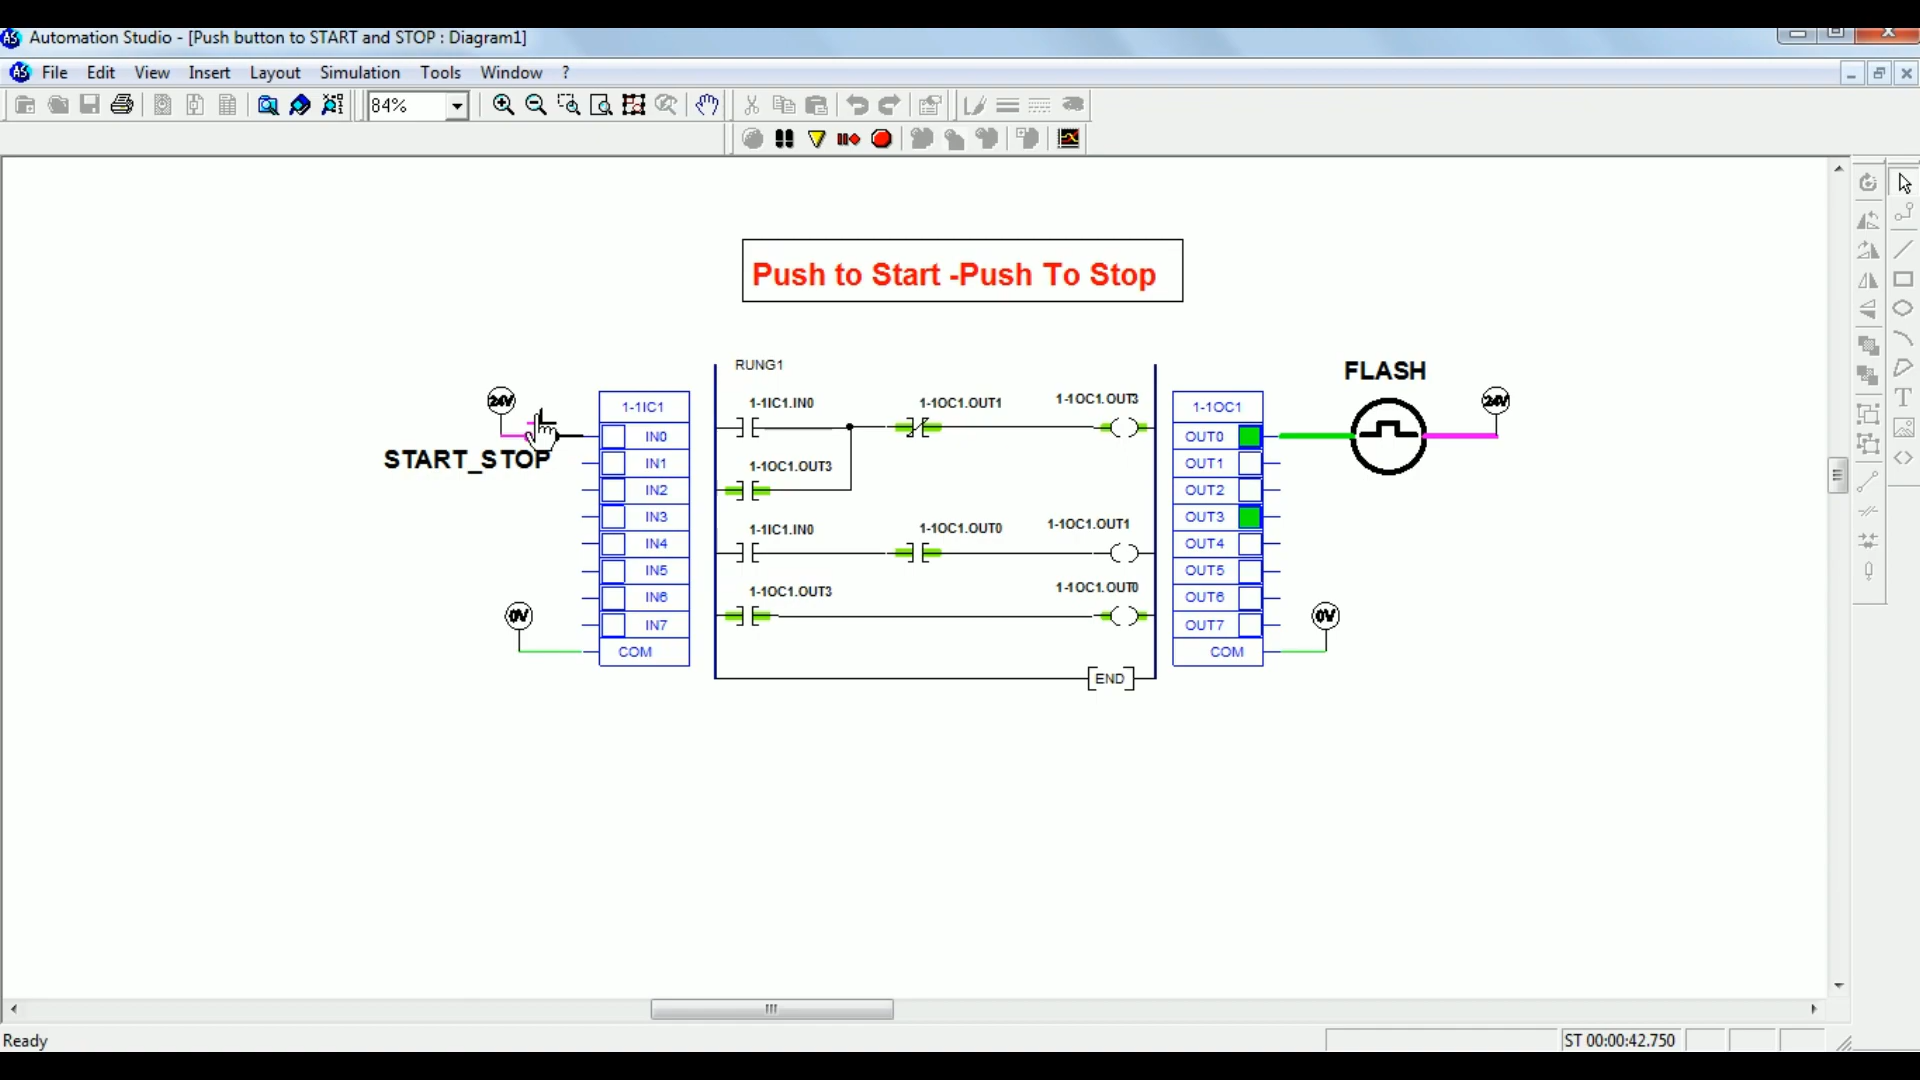 Automation Studio - [Push button to START and STOP : Diagram1]
File Edit View Insert Layout Simulation Tools Window ?
84%
Push to Start -Push To Stop
RUNG1
FLASH
24V
START_STOP
0V
1-1IC1
IN0
IN1
IN2
IN3
IN4
IN5
IN6
IN7
COM
1-1IC1.IN0 1-1OC1.OUT1 1-1OC1.OUT3
1-1OC1.OUT3
1-1IC1.IN0 1-1OC1.OUT0 1-1OC1.OUT1
1-1OC1.OUT3 1-1OC1.OUT0
END
1-1OC1
OUT0
OUT1
OUT2
OUT3
OUT4
OUT5
OUT6
OUT7
COM
24V
0V
Ready
ST 00:00:42.750